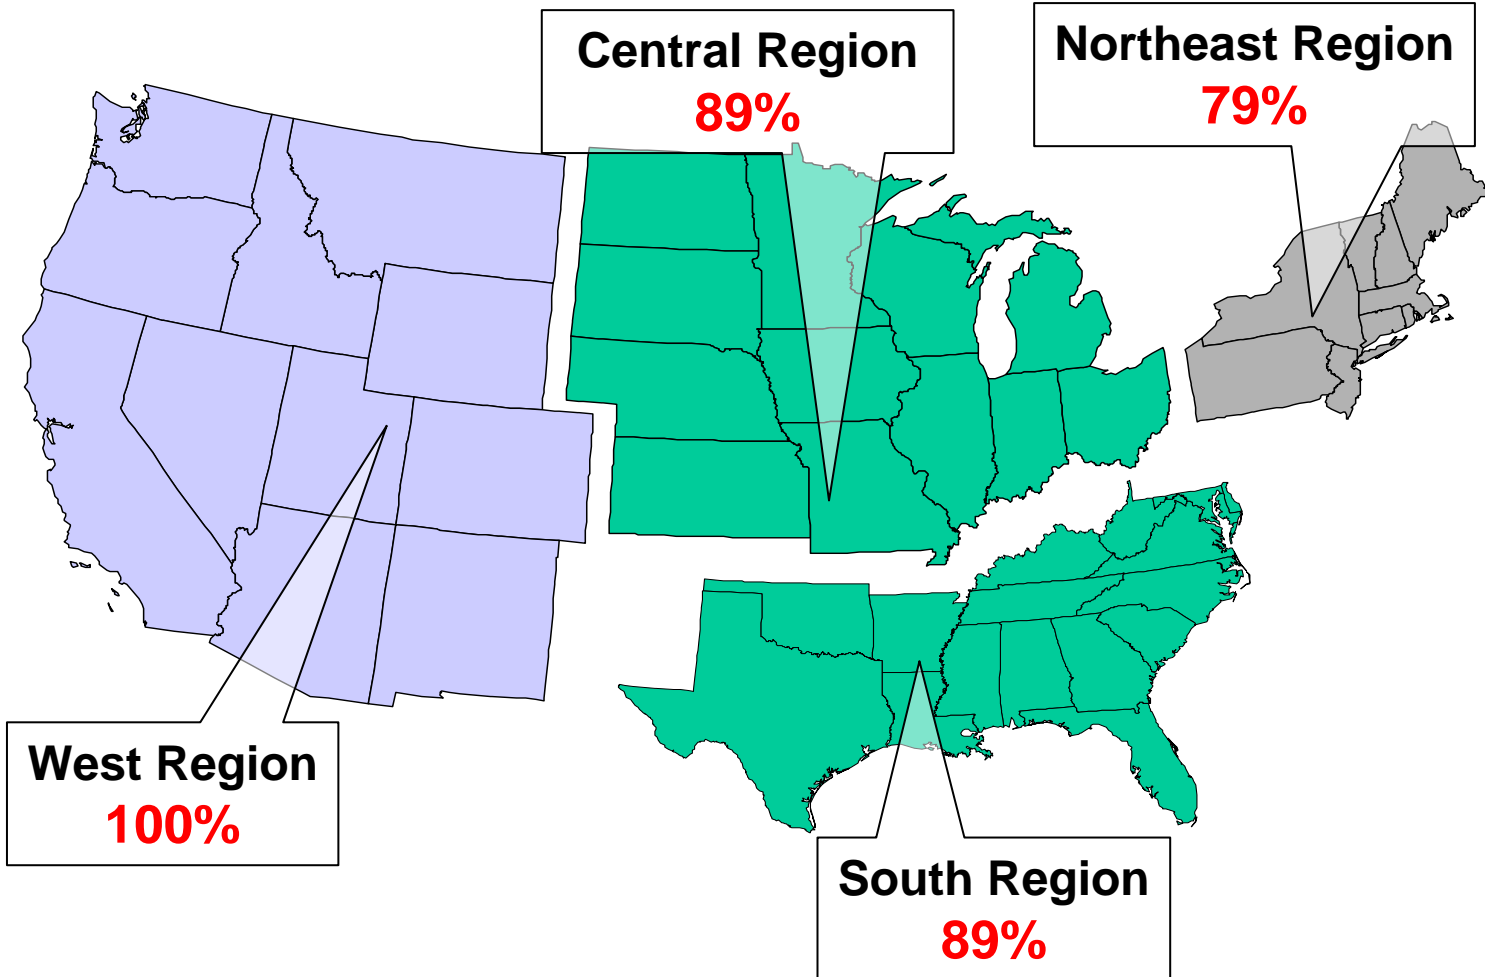 Central Region
89%
Northeast Region
79%
West Region
100%
South Region
89%